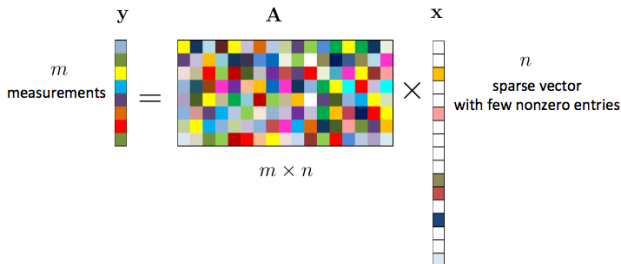 y
A
x
m
measurements
=
×
n
sparse vector
with few nonzero entries
m × n